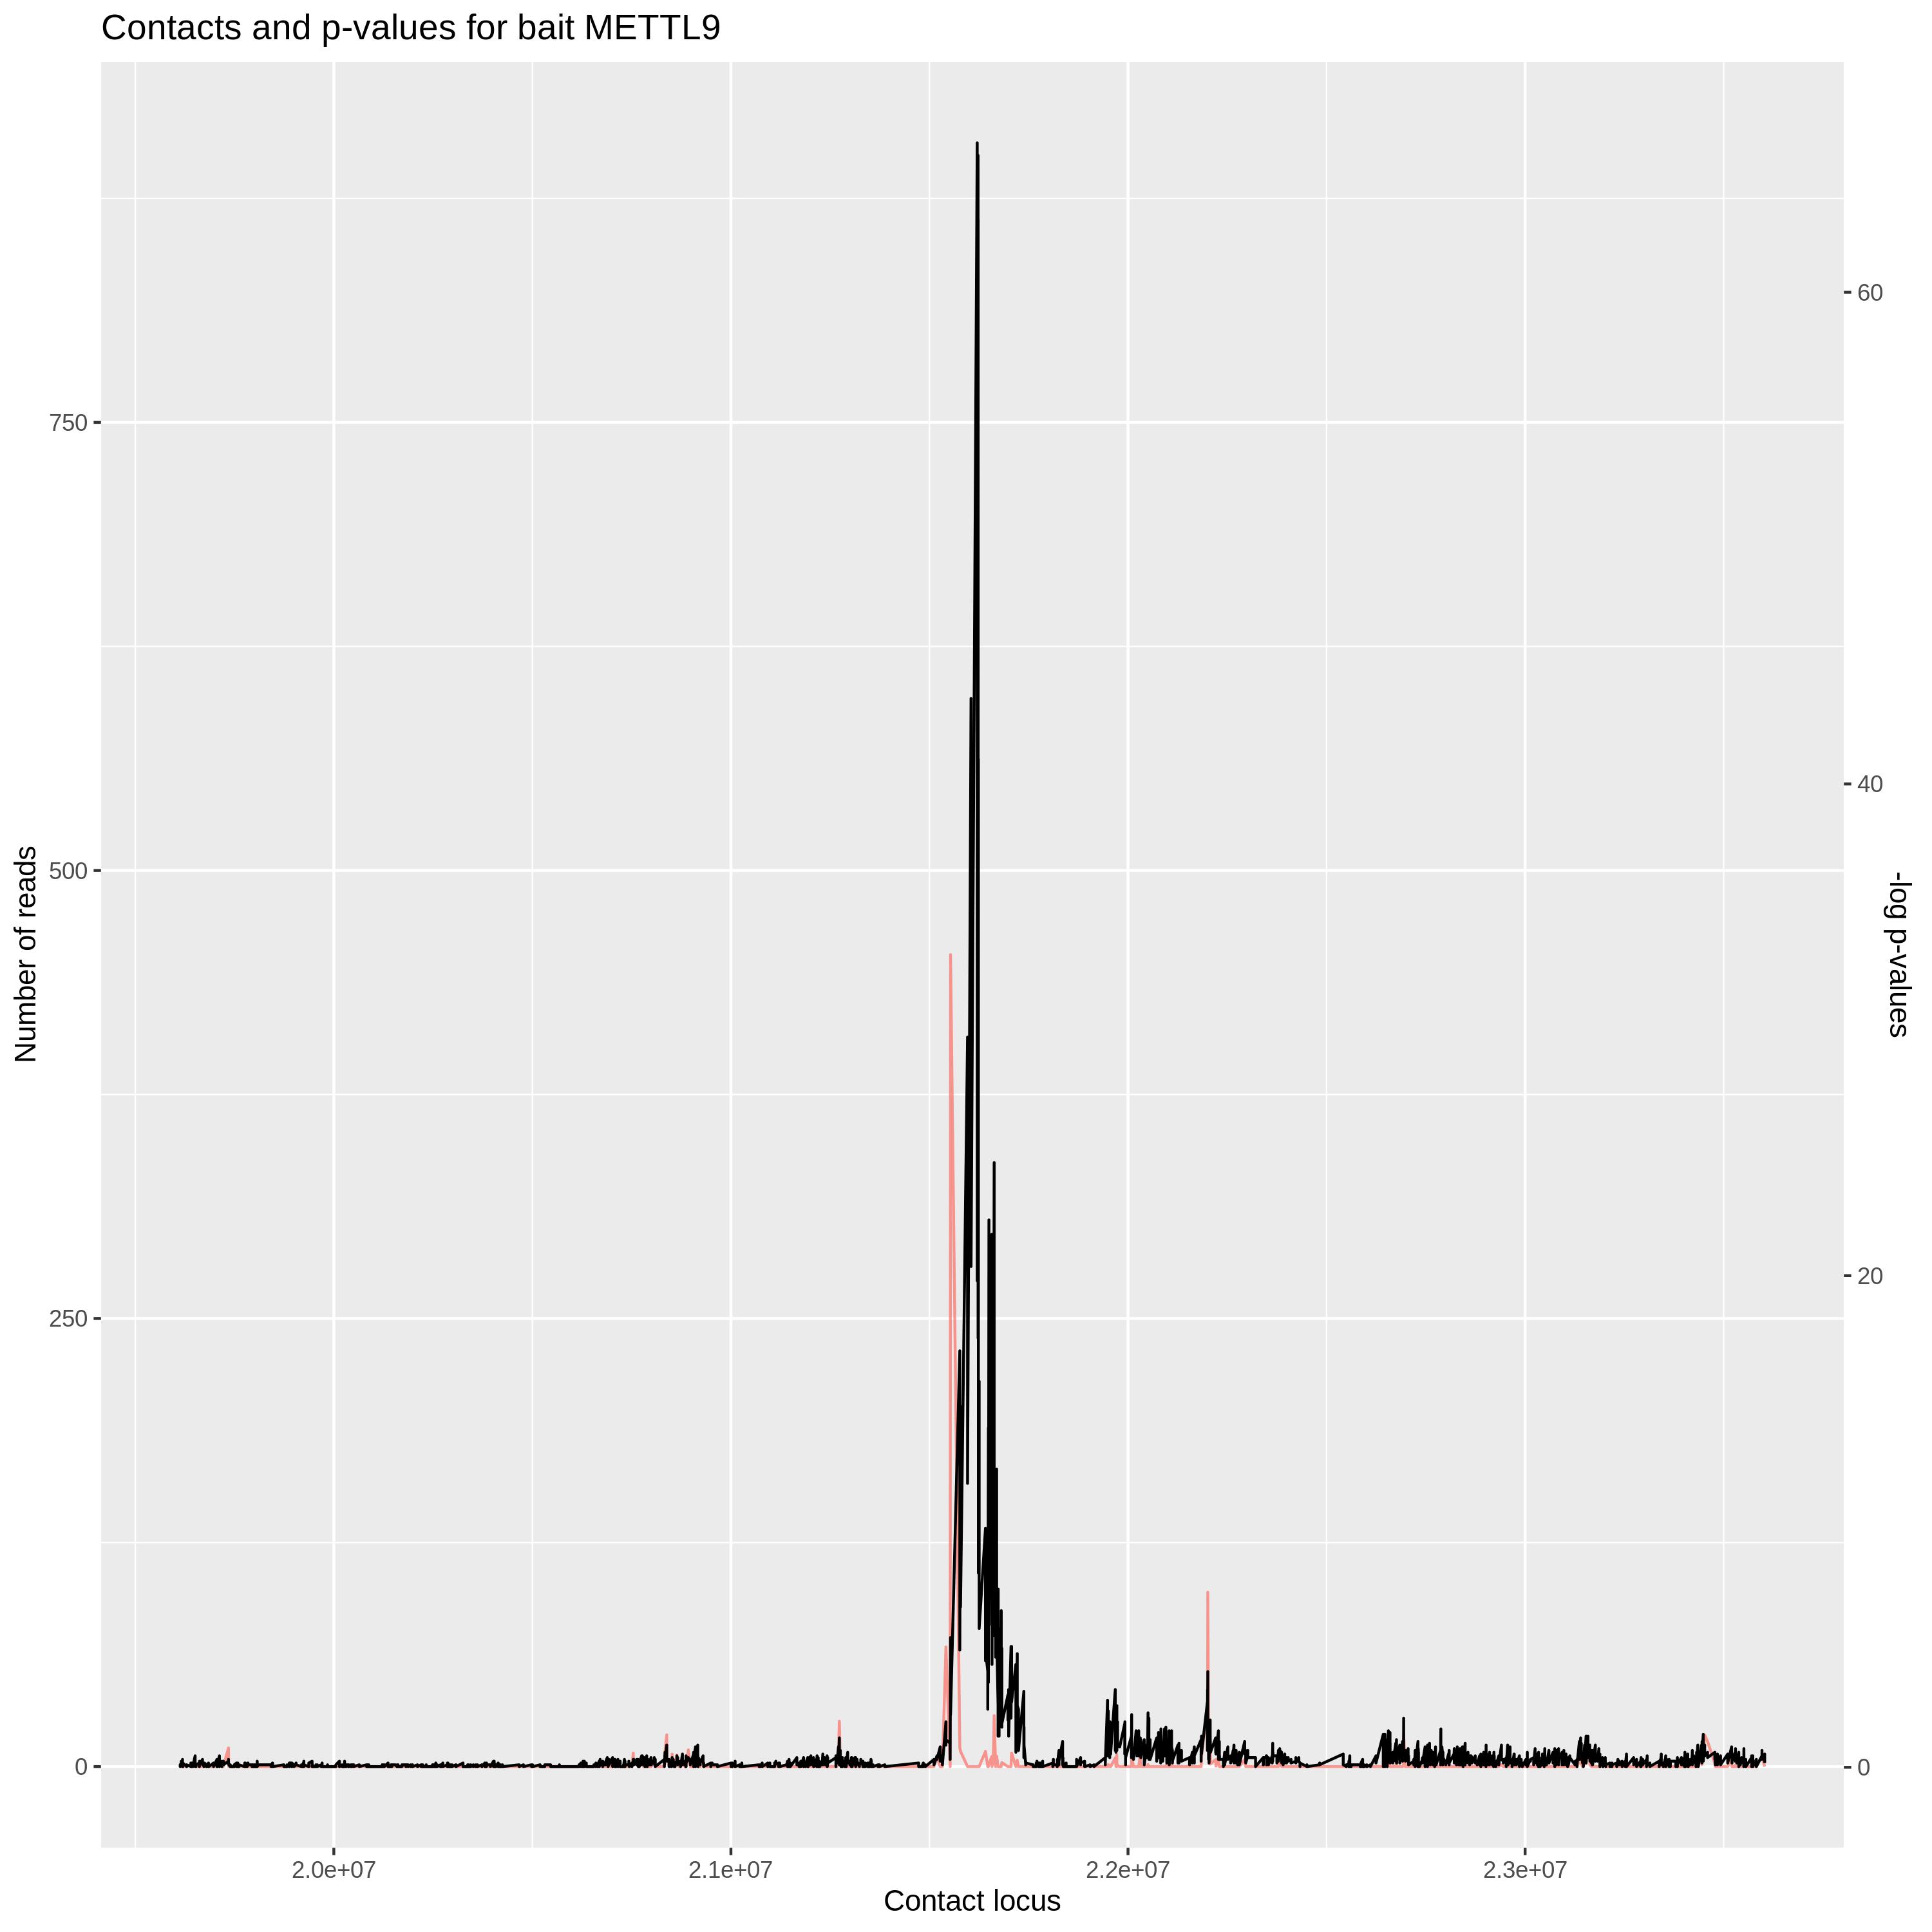 Contacts and p-values for bait METTL9
Number of reads
750
500
250
0
60
40
20
0
-log p-values
2.0e+07 2.1e+07 2.2e+07 2.3e+07
Contact locus